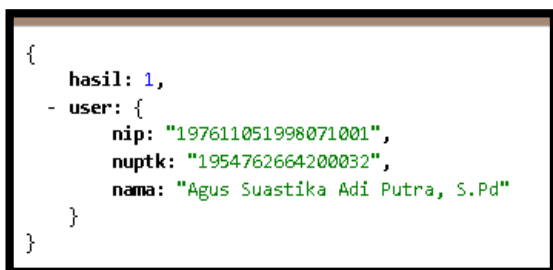 {
hasil: 1,
- user: {
nip: "197611051998071001",
nuptk: "1954762664200032",
nama: "Agus Suastika Adi Putra, S.Pd"
}
}